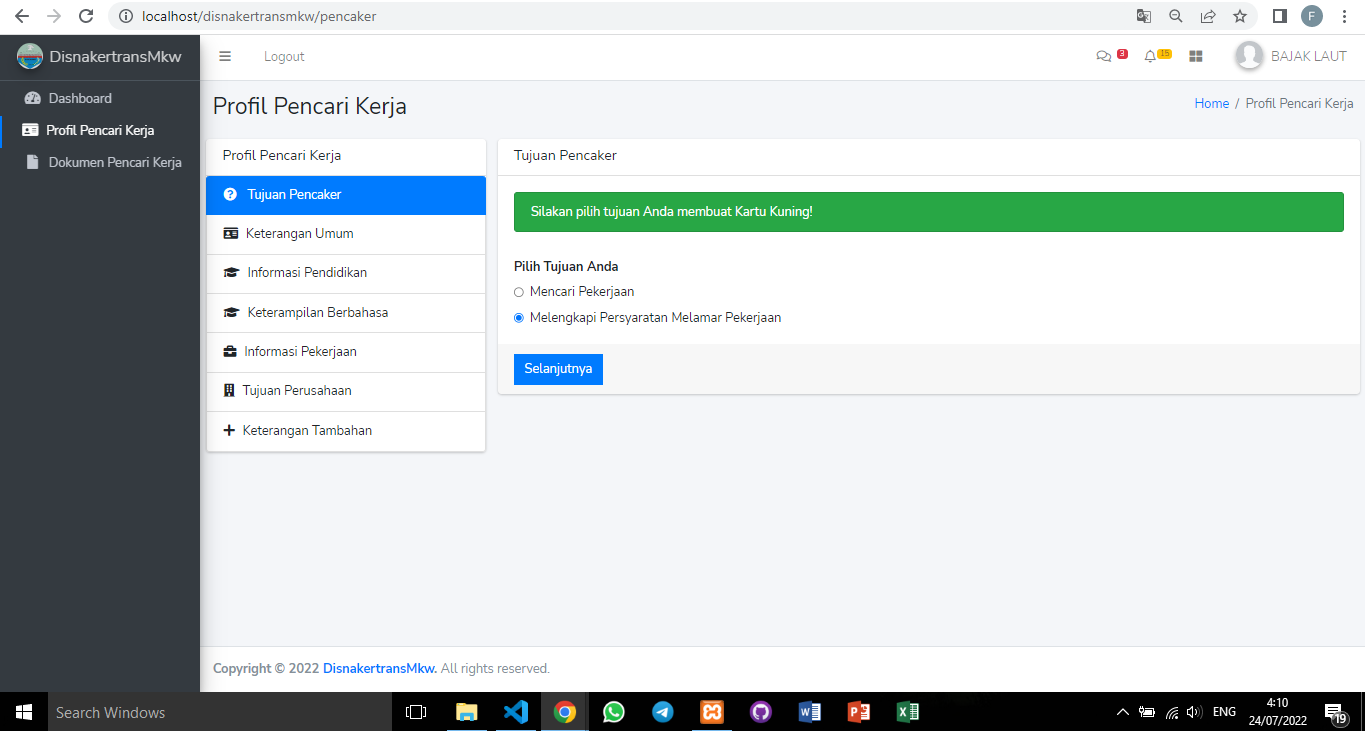 localhost/disnakertransmkw/pencaker
F
DisnakertransMkw
Logout
3
15
BAJAK LAUT
Dashboard
Profil Pencari Kerja
Dokumen Pencari Kerja
Profil Pencari Kerja
Home / Profil Pencari Kerja
Profil Pencari Kerja
Tujuan Pencaker
Keterangan Umum
Informasi Pendidikan
Keterampilan Berbahasa
Informasi Pekerjaan
Tujuan Perusahaan
Keterangan Tambahan
Tujuan Pencaker
Silakan pilih tujuan Anda membuat Kartu Kuning!
Pilih Tujuan Anda
Mencari Pekerjaan
Melengkapi Persyaratan Melamar Pekerjaan
Selanjutnya
Copyright © 2022 DisnakertransMkw. All rights reserved.
Search Windows
ENG
4:10
24/07/2022
19